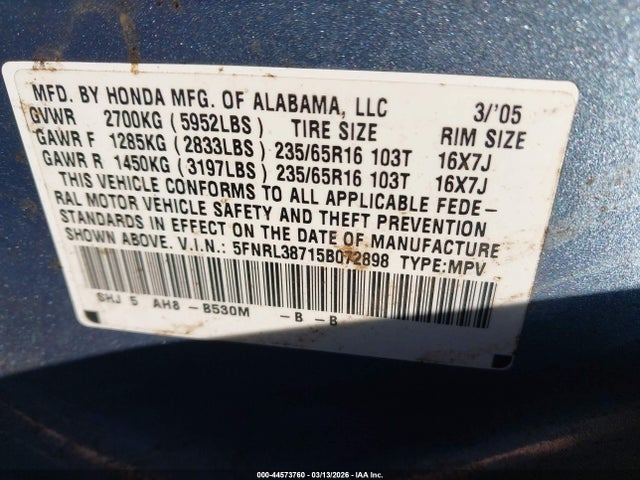 MFD. BY HONDA MFG. OF ALABAMA, LLC 3/'05
GVWR 2700KG (5952LBS) TIRE SIZE RIM SIZE
GAWR F 1285KG (2833LBS) 235/65R16 103T 16X7J
GAWR R 1450KG (3197LBS) 235/65R16 103T 16X7J
THIS VEHICLE CONFORMS TO ALL APPLICABLE FEDE-
RAL MOTOR VEHICLE SAFETY AND THEFT PREVENTION
STANDARDS IN EFFECT ON THE DATE OF MANUFACTURE
SHOWN ABOVE. V.I.N.: 5FNRL38715B072898 TYPE:MPV
SHJ 5 AH8 - B530M - B - B
000-44573760 - 03/13/2026 - IAA Inc.